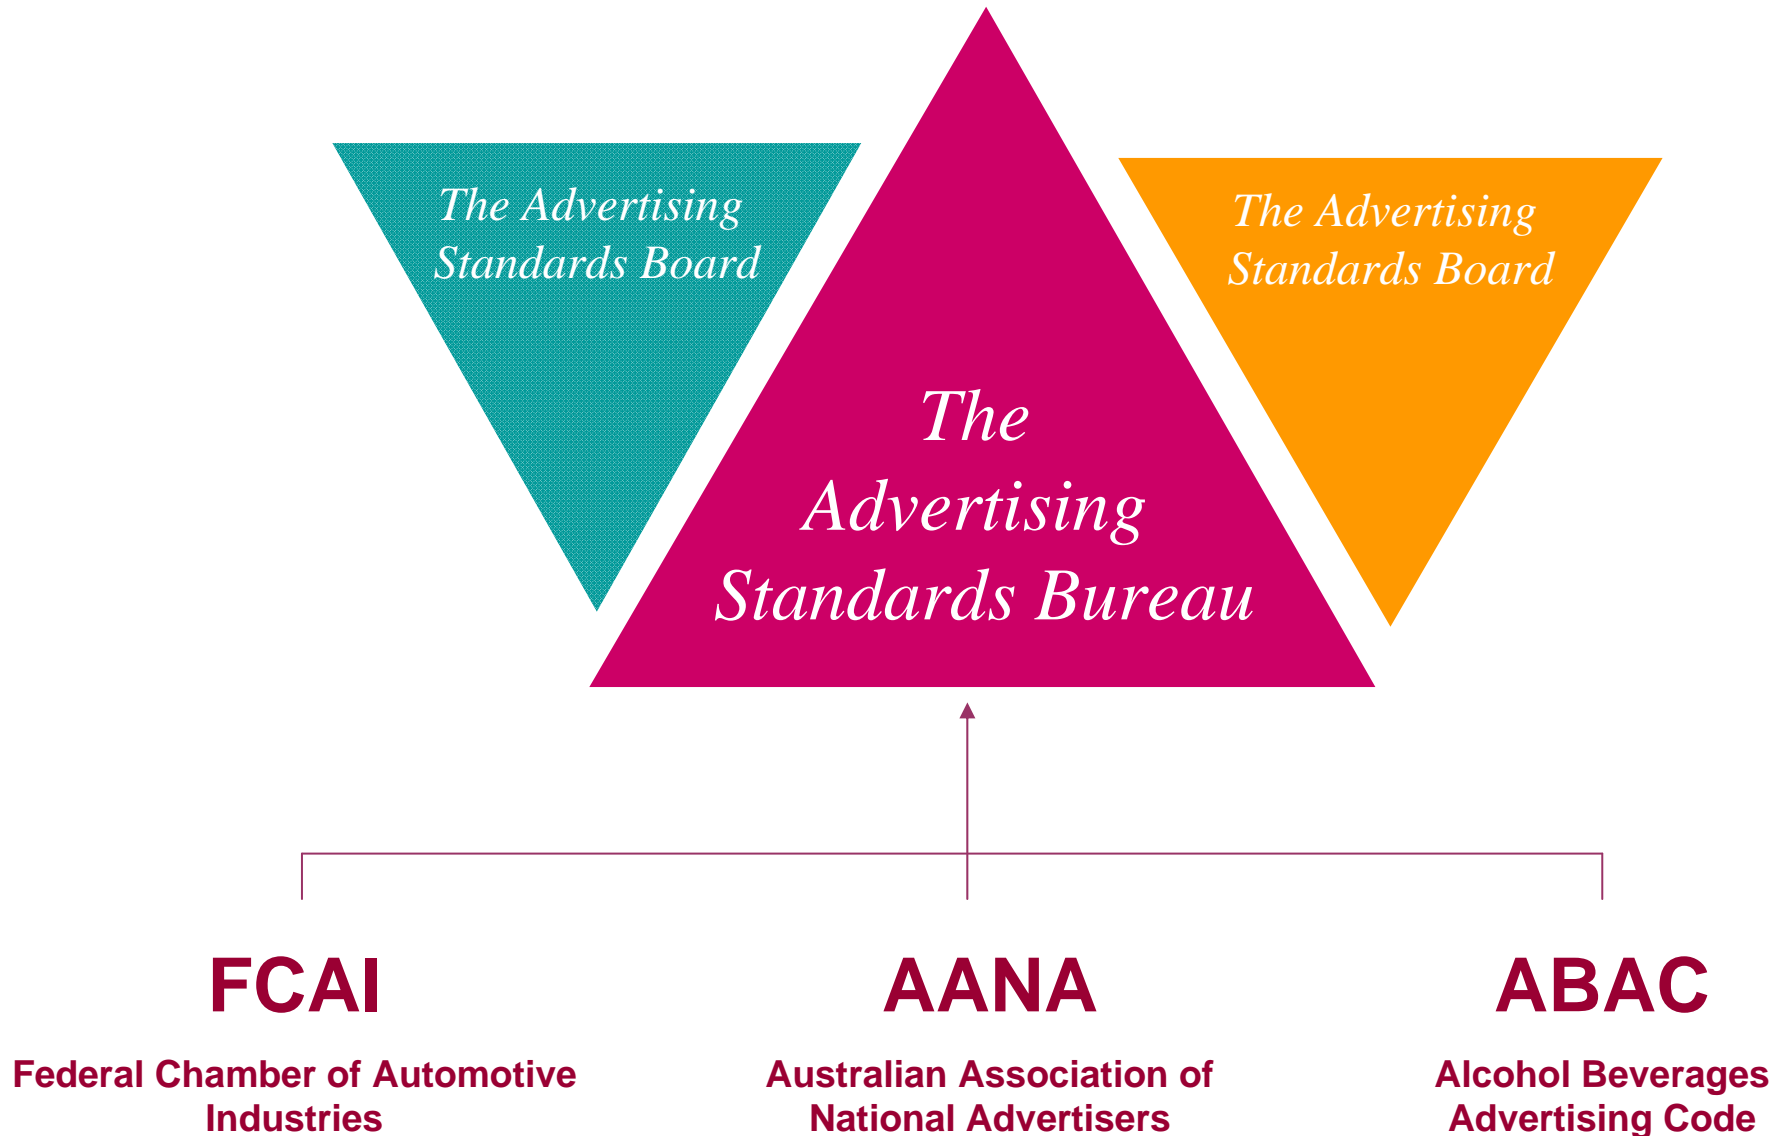 The Advertising
Standards Board
The Advertising
Standards Board
The
Advertising
Standards Bureau
FCAI
Federal Chamber of Automotive
Industries
AANA
Australian Association of
National Advertisers
ABAC
Alcohol Beverages
Advertising Code